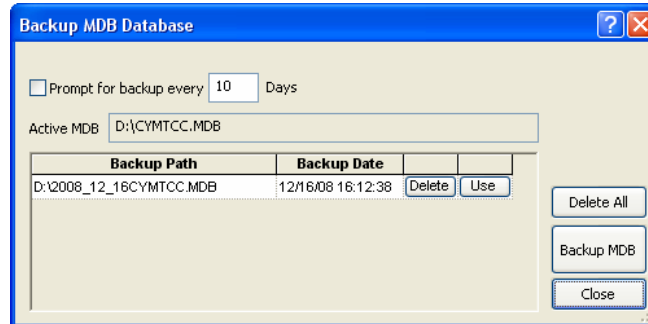 Backup MDB Database
Prompt for backup every 10 Days
Active MDB D:\CYMTCC.MDB
Backup Path Backup Date
D:\2008_12_16CYMTCC.MDB 12/16/08 16:12:38 Delete Use
Delete All
Backup MDB
Close